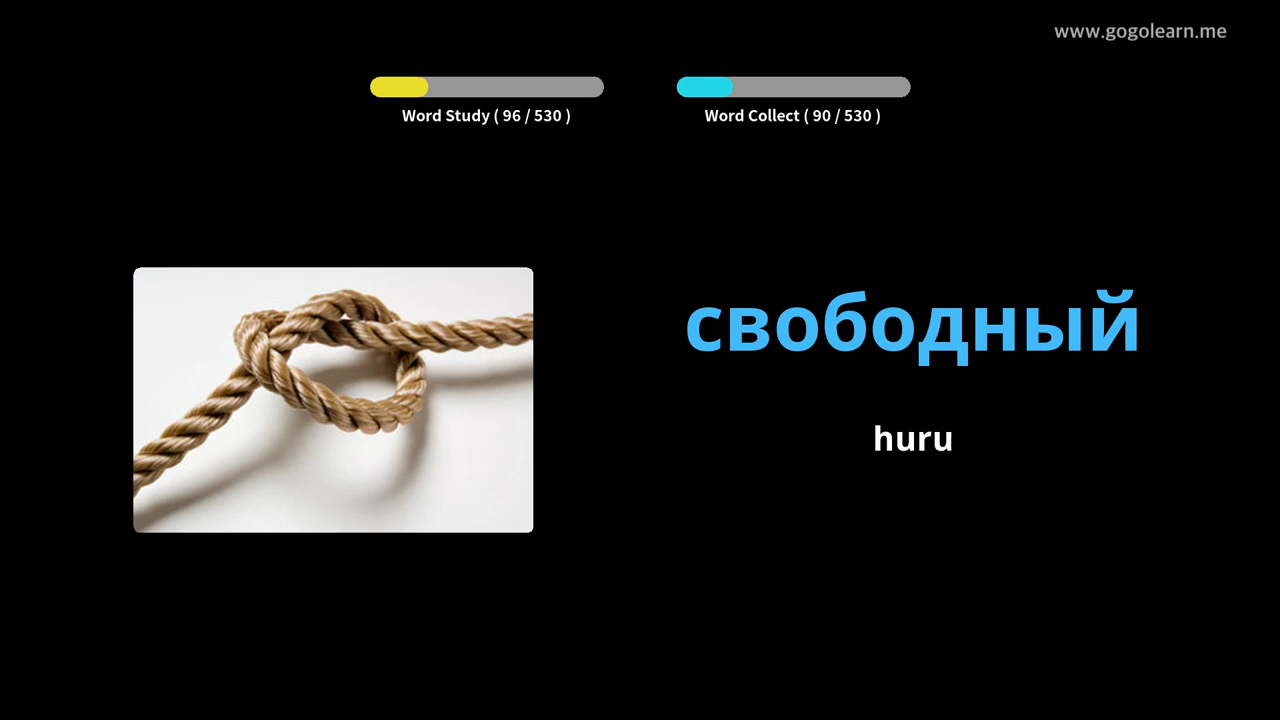 www.gogolearn.me
Word Study ( 96 / 530 )
Word Collect ( 90 / 530 )
свободный
huru